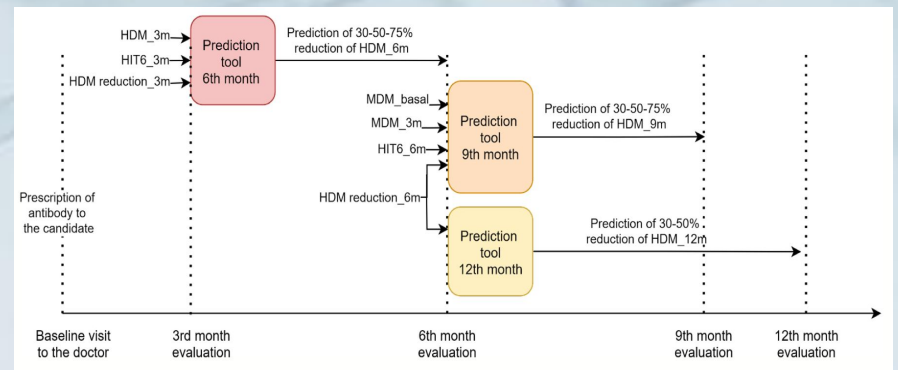 HDM_3m
HIT6_3m
HDM reduction_3m
Prediction
tool
6th month
Prediction of 30-50-75%
reduction of HDM_6m
MDM_basal
MDM_3m
HIT6_6m
HDM reduction_6m
Prediction
tool
9th month
Prediction of 30-50-75%
reduction of HDM_9m
Prescription of
antibody to
the candidate
Prediction
tool
12th month
Prediction of 30-50%
reduction of HDM_12m
Baseline visit
to the doctor
3rd month
evaluation
6th month
evaluation
9th month
evaluation
12th month
evaluation